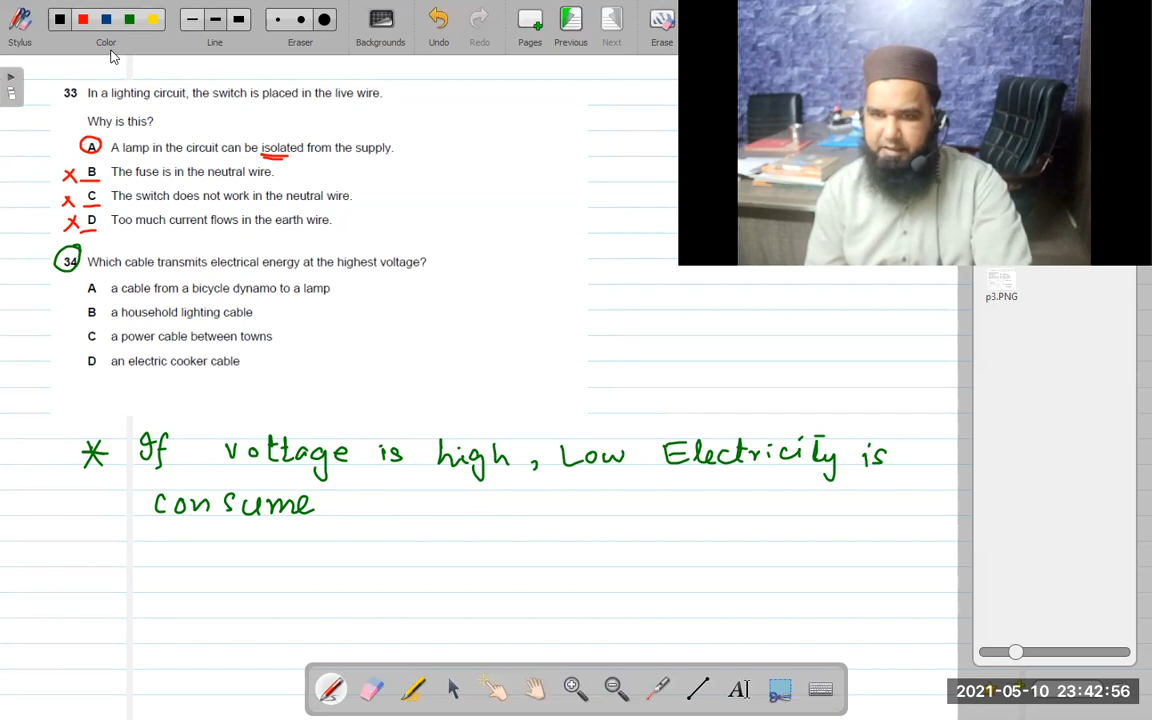 Stylus
Color
Line
Eraser
Backgrounds
Undo
Redo
Pages
Previous
Next
Erase
33 In a lighting circuit, the switch is placed in the live wire.
Why is this?
A A lamp in the circuit can be isolated from the supply.
B The fuse is in the neutral wire.
C The switch does not work in the neutral wire.
D Too much current flows in the earth wire.
34 Which cable transmits electrical energy at the highest voltage?
A a cable from a bicycle dynamo to a lamp
B a household lighting cable
C a power cable between towns
D an electric cooker cable
p3.PNG
* If voltage is high, Low Electricity is
consume
2021-05-10 23:42:56